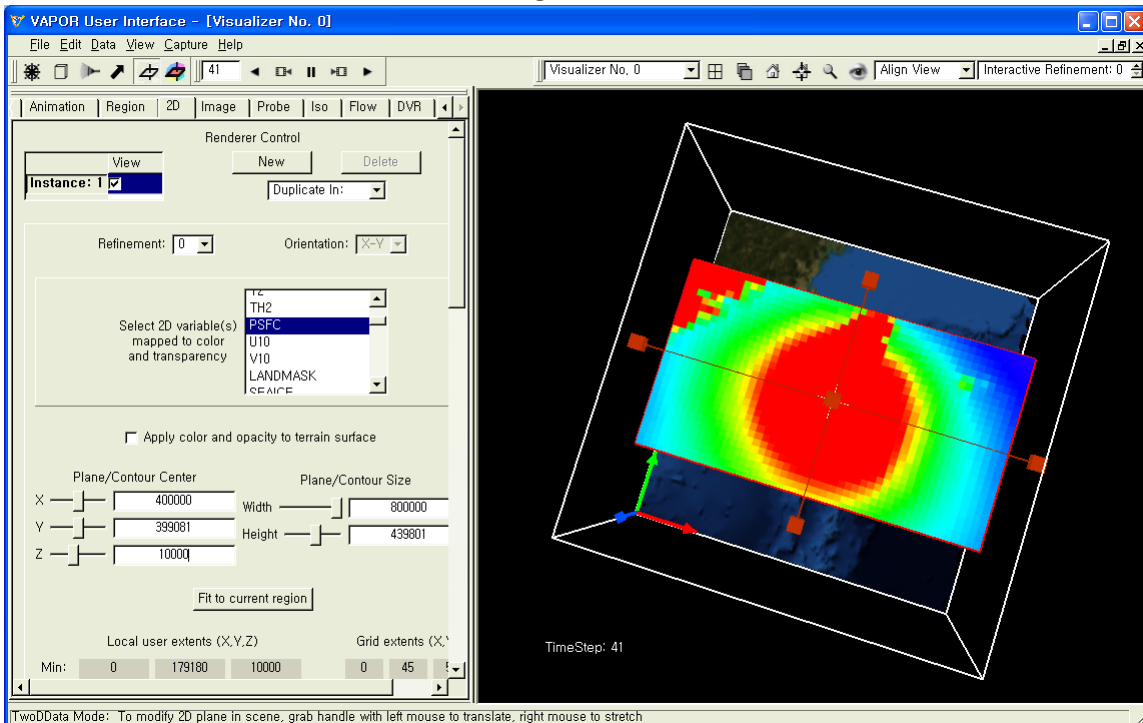 VAPOR User Interface - [Visualizer No. 0]
File Edit Data View Capture Help
41
Visualizer No. 0
Align View
Interactive Refinement: 0
Animation Region 2D Image Probe Iso Flow DVR
Renderer Control
View
New
Delete
Instance: 1
Duplicate In:
Refinement: 0
Orientation: X-Y
TH2
Select 2D variable(s)
mapped to color
and transparency
PSFC
U10
V10
LANDMASK
Apply color and opacity to terrain surface
Plane/Contour Center
Plane/Contour Size
X 400000
Width 800000
Y 399081
Height 439801
Z 10000
Fit to current region
Local user extents (X,Y,Z)
Grid extents (X,
Min: 0 179180 10000 0 45
TimeStep: 41
TwoDData Mode: To modify 2D plane in scene, grab handle with left mouse to translate, right mouse to stretch